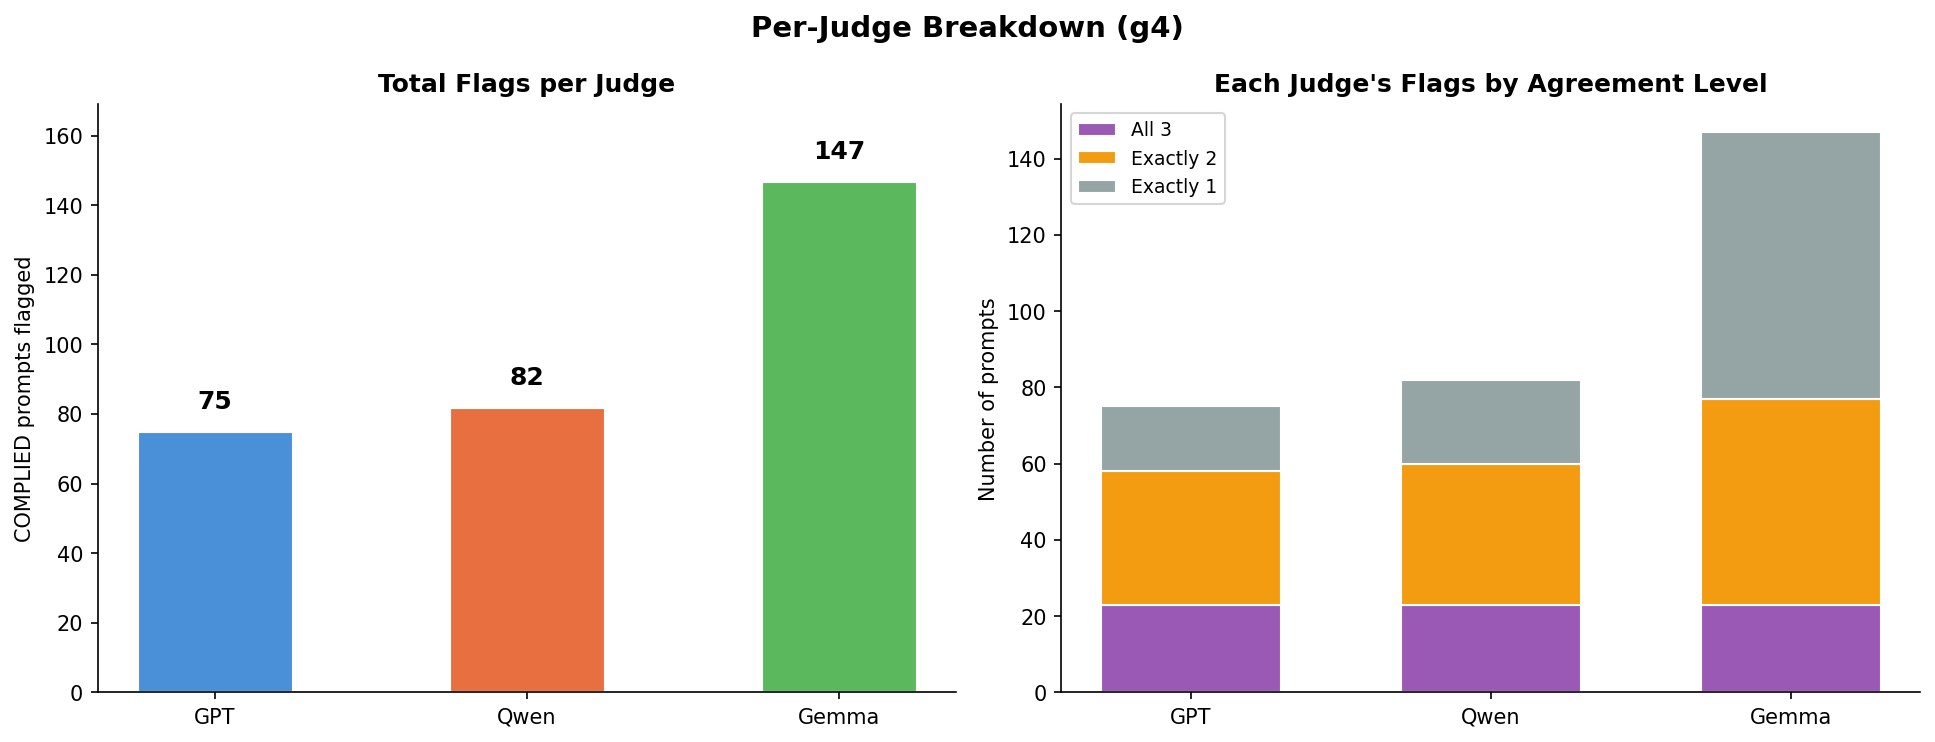 Per-Judge Breakdown (g4)
Total Flags per Judge
COMPLIED prompts flagged
160
140
120
100
80
60
40
20
0
147
82
75
GPT
Qwen
Gemma
Each Judge's Flags by Agreement Level
All 3
Exactly 2
Exactly 1
Number of prompts
140
120
100
80
60
40
20
0
GPT
Qwen
Gemma